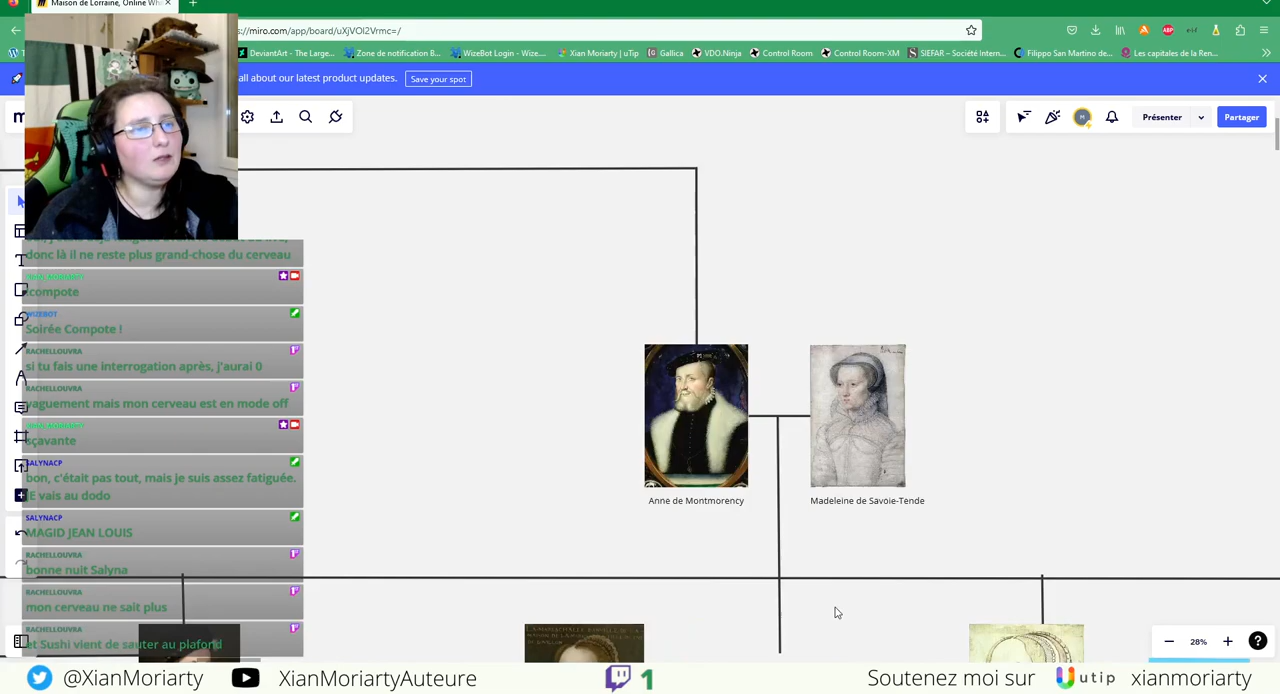 Maison de Lorraine, Online Whi
s://miro.com/app/board/uXjVOl2Vrmc=/
DeviantArt - The Large...
Zone de notification B...
WizeBot Login - Wize....
Xian Moriarty | uTip
Gallica
VDO.Ninja
Control Room
Control Room-XM
SIEFAR — Société Intern...
Filippo San Martino de...
Les capitales de la Ren...
all about our latest product updates.
Save your spot
Présenter
Partager
donc là il ne reste plus grand-chose du cerveau
compote
WIZEBOT
Soirée Compote !
RACHELLOUVRA
si tu fais une interrogation après, j'aurai 0
RACHELLOUVRA
vaguement mais mon cerveau est en mode off
sçavante
SALYNACP
bon, c'était pas tout, mais je suis assez fatiguée.
JE vais au dodo
SALYNACP
MAGID JEAN LOUIS
RACHELLOUVRA
bonne nuit Salyna
RACHELLOUVRA
mon cerveau ne sait plus
RACHELLOUVRA
et Sushi vient de sauter au plafond
Anne de Montmorency
Madeleine de Savoie-Tende
28%
@XianMoriarty
XianMoriartyAuteure
1
Soutenez moi sur
utip
xianmoriarty